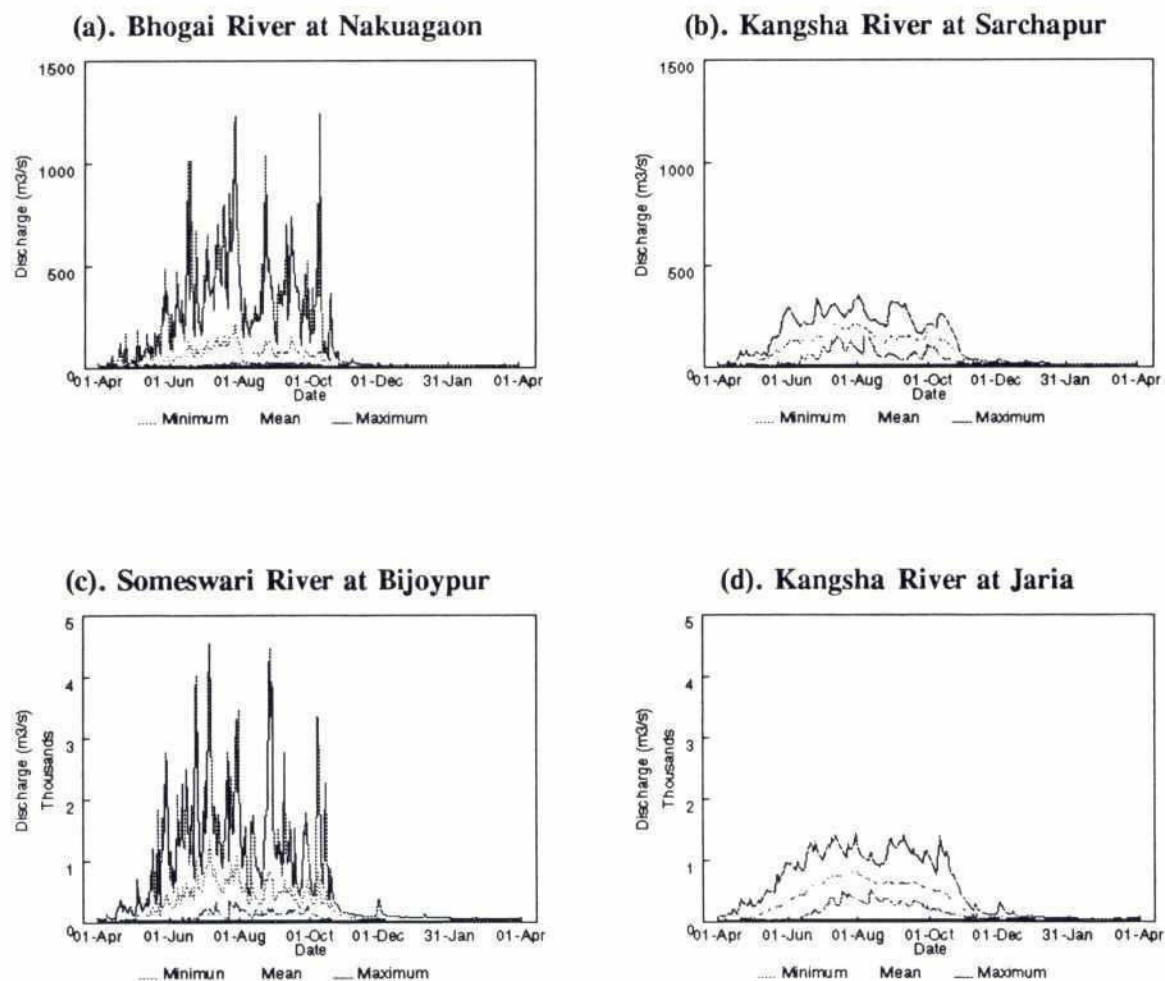 (a). Bhogai River at Nakuagaon
1500
1000
500
0
Discharge (m3/s)
01-Apr 01-Jun 01-Aug 01-Oct 01-Dec 31-Jan 01-Apr
Date
Minimum Mean Maximum
(b). Kangsha River at Sarchapur
1500
1000
500
0
Discharge (m3/s)
01-Apr 01-Jun 01-Aug 01-Oct 01-Dec 31-Jan 01-Apr
Date
Minimum Mean Maximum
(c). Someswari River at Bijoypur
5
4
3
2
1
0
Discharge (m3/s)
Thousands
01-Apr 01-Jun 01-Aug 01-Oct 01-Dec 31-Jan 01-Apr
Date
Minimun Mean Maximum
(d). Kangsha River at Jaria
5
4
3
2
1
0
Discharge (m3/s)
Thousands
01-Apr 01-Jun 01-Aug 01-Oct 01-Dec 31-Jan 01-Apr
Date
Minimum Mean Maximum